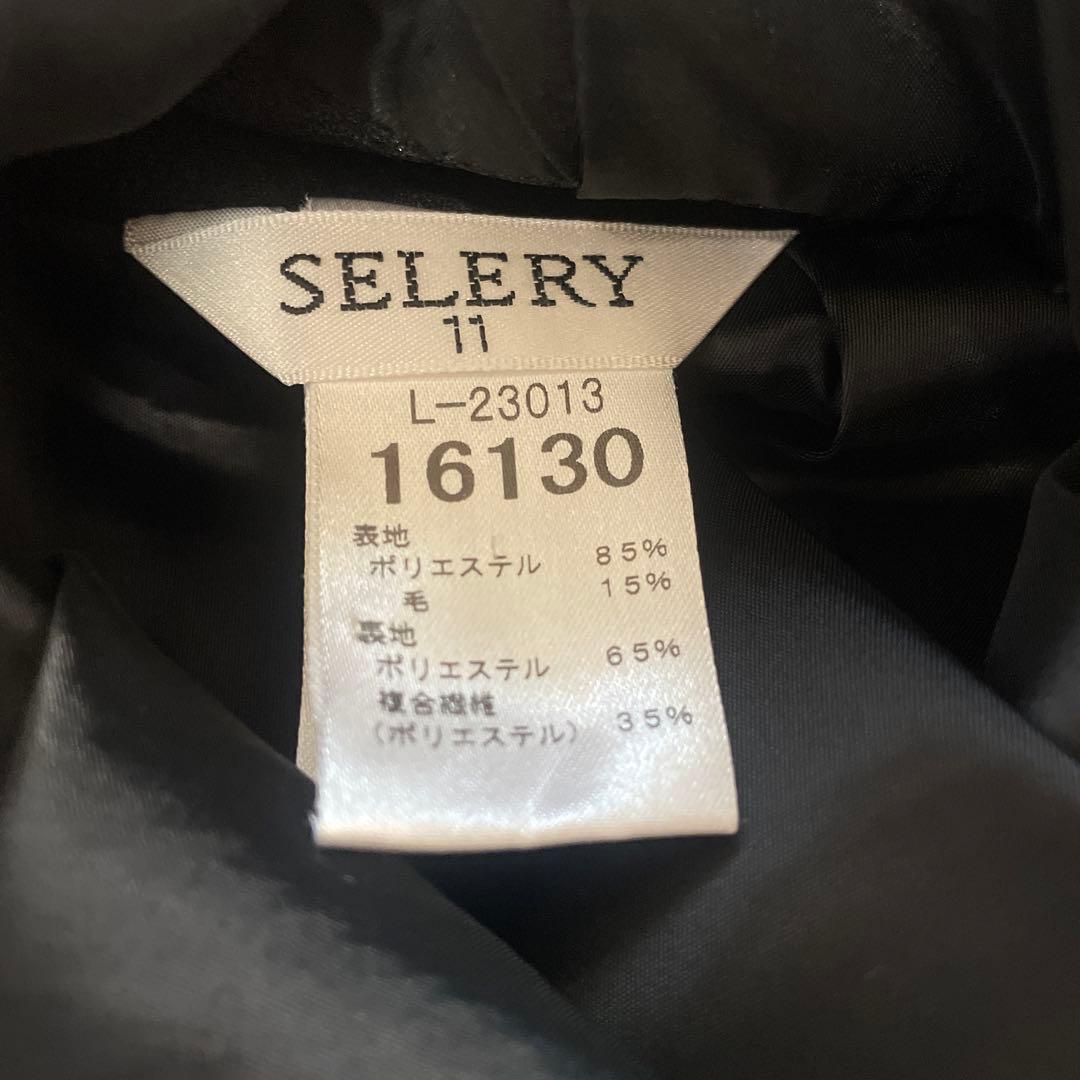 SELERY
11
L-23013
16130
表地
ポリエステル 85%
毛 15%
表地
ポリエステル 65%
複合繊維
(ポリエステル) 35%